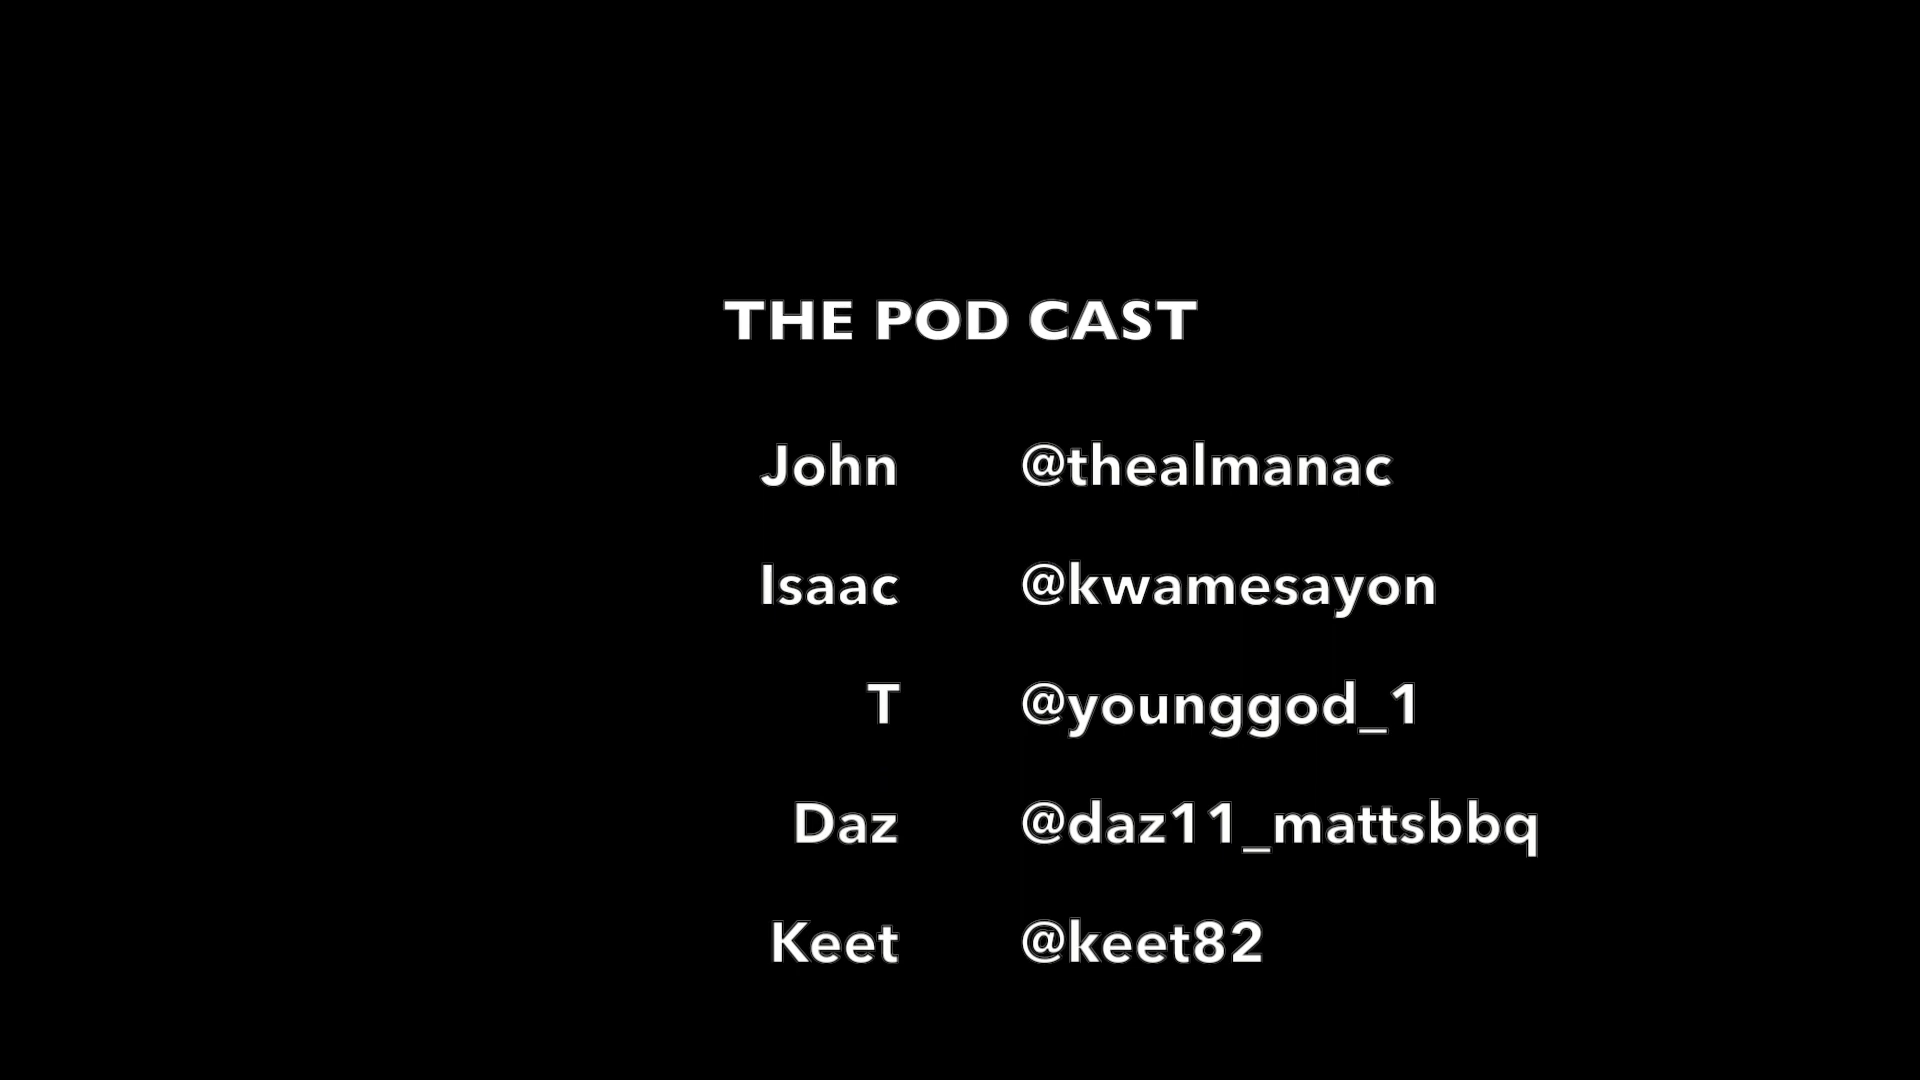 THE POD CAST
John @thealmanac
Isaac @kwamesayon
T @younggod_1
Daz @daz11_mattsbbq
Keet @keet82